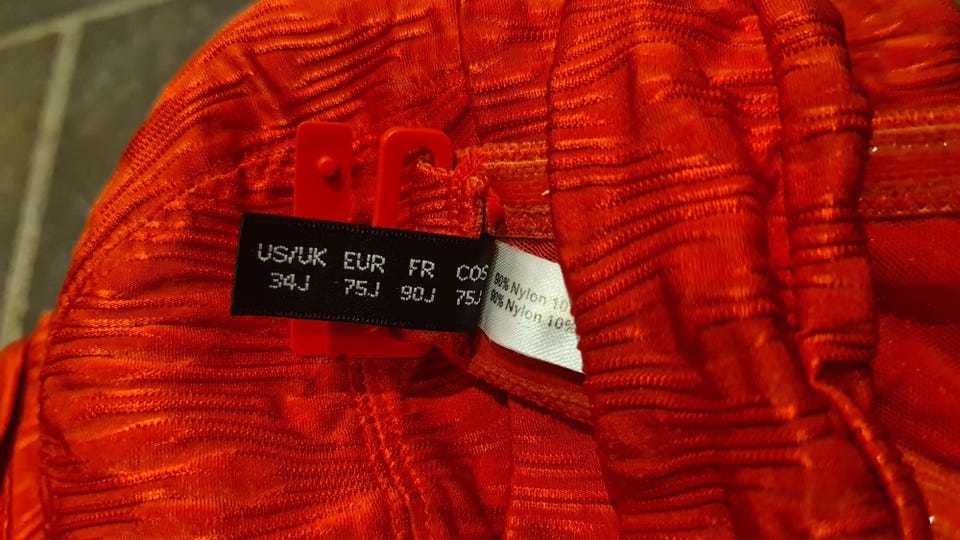 US/UK EUR FR COS
34J 75J 90J 75J
90% Nylon 10
90% Nylon 10%